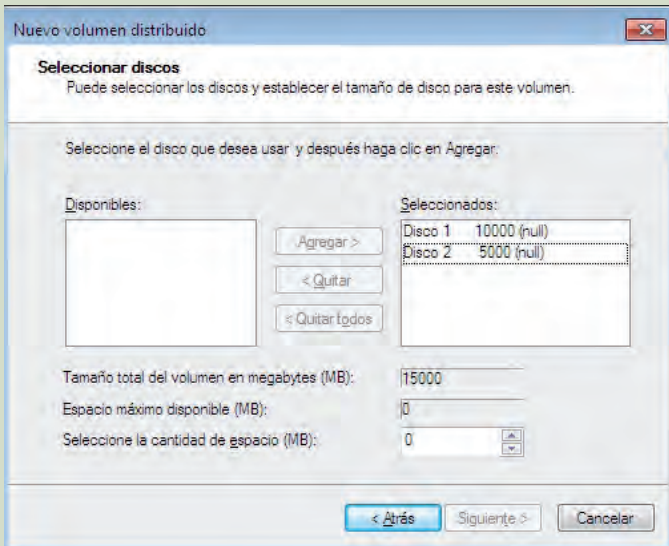 Nuevo volumen distribuido
Seleccionar discos
Puede seleccionar los discos y establecer el tamaño de disco para este volumen.
Seleccione el disco que desea usar y después haga clic en Agregar.
Disponibles:
Seleccionados:
Disco 1 10000 (null)
Disco 2 5000 (null)
Agregar >
< Quitar
< Quitar todos
Tamaño total del volumen en megabytes (MB): 15000
Espacio máximo disponible (MB): 0
Seleccione la cantidad de espacio (MB): 0
< Atrás Siguiente > Cancelar